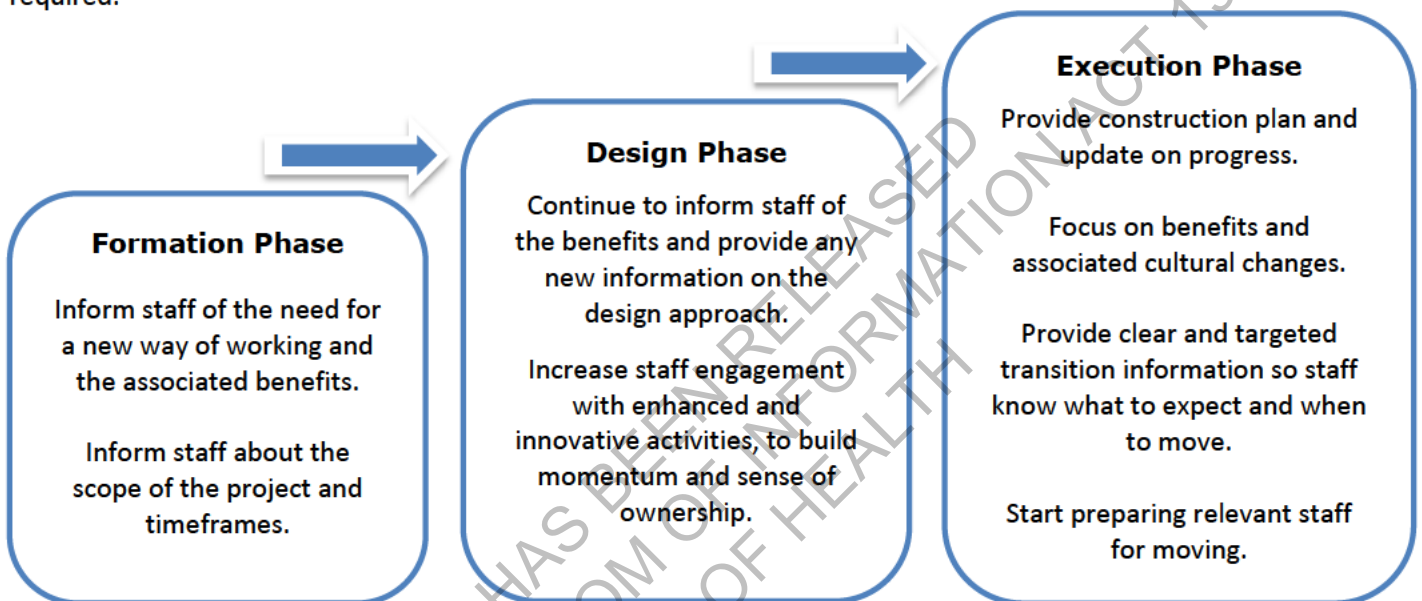 required.
Formation Phase
Inform staff of the need for
a new way of working and
the associated benefits.
Inform staff about the
scope of the project and
timeframes.
Design Phase
Continue to inform staff of
the benefits and provide any
new information on the
design approach.
Increase staff engagement
with enhanced and
innovative activities, to build
momentum and sense of
ownership.
Execution Phase
Provide construction plan and
update on progress.
Focus on benefits and
associated cultural changes.
Provide clear and targeted
transition information so staff
know what to expect and when
to move.
Start preparing relevant staff
for moving.
HAS BEEN RELEASED
OF INFORMATION ACT
OF HEALTH